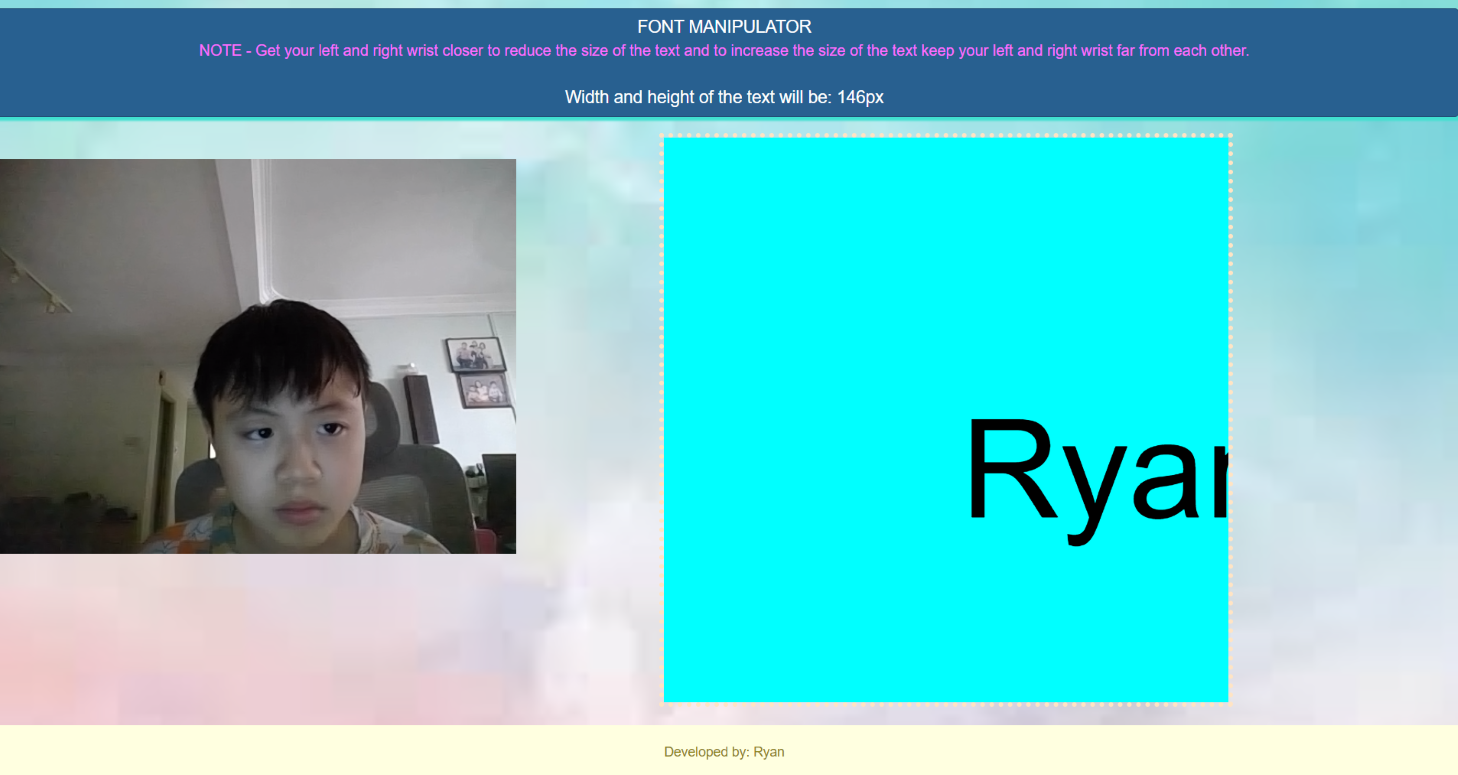 FONT MANIPULATOR
NOTE - Get your left and right wrist closer to reduce the size of the text and to increase the size of the text keep your left and right wrist far from each other.
Width and height of the text will be: 146px
Ryan
Developed by: Ryan